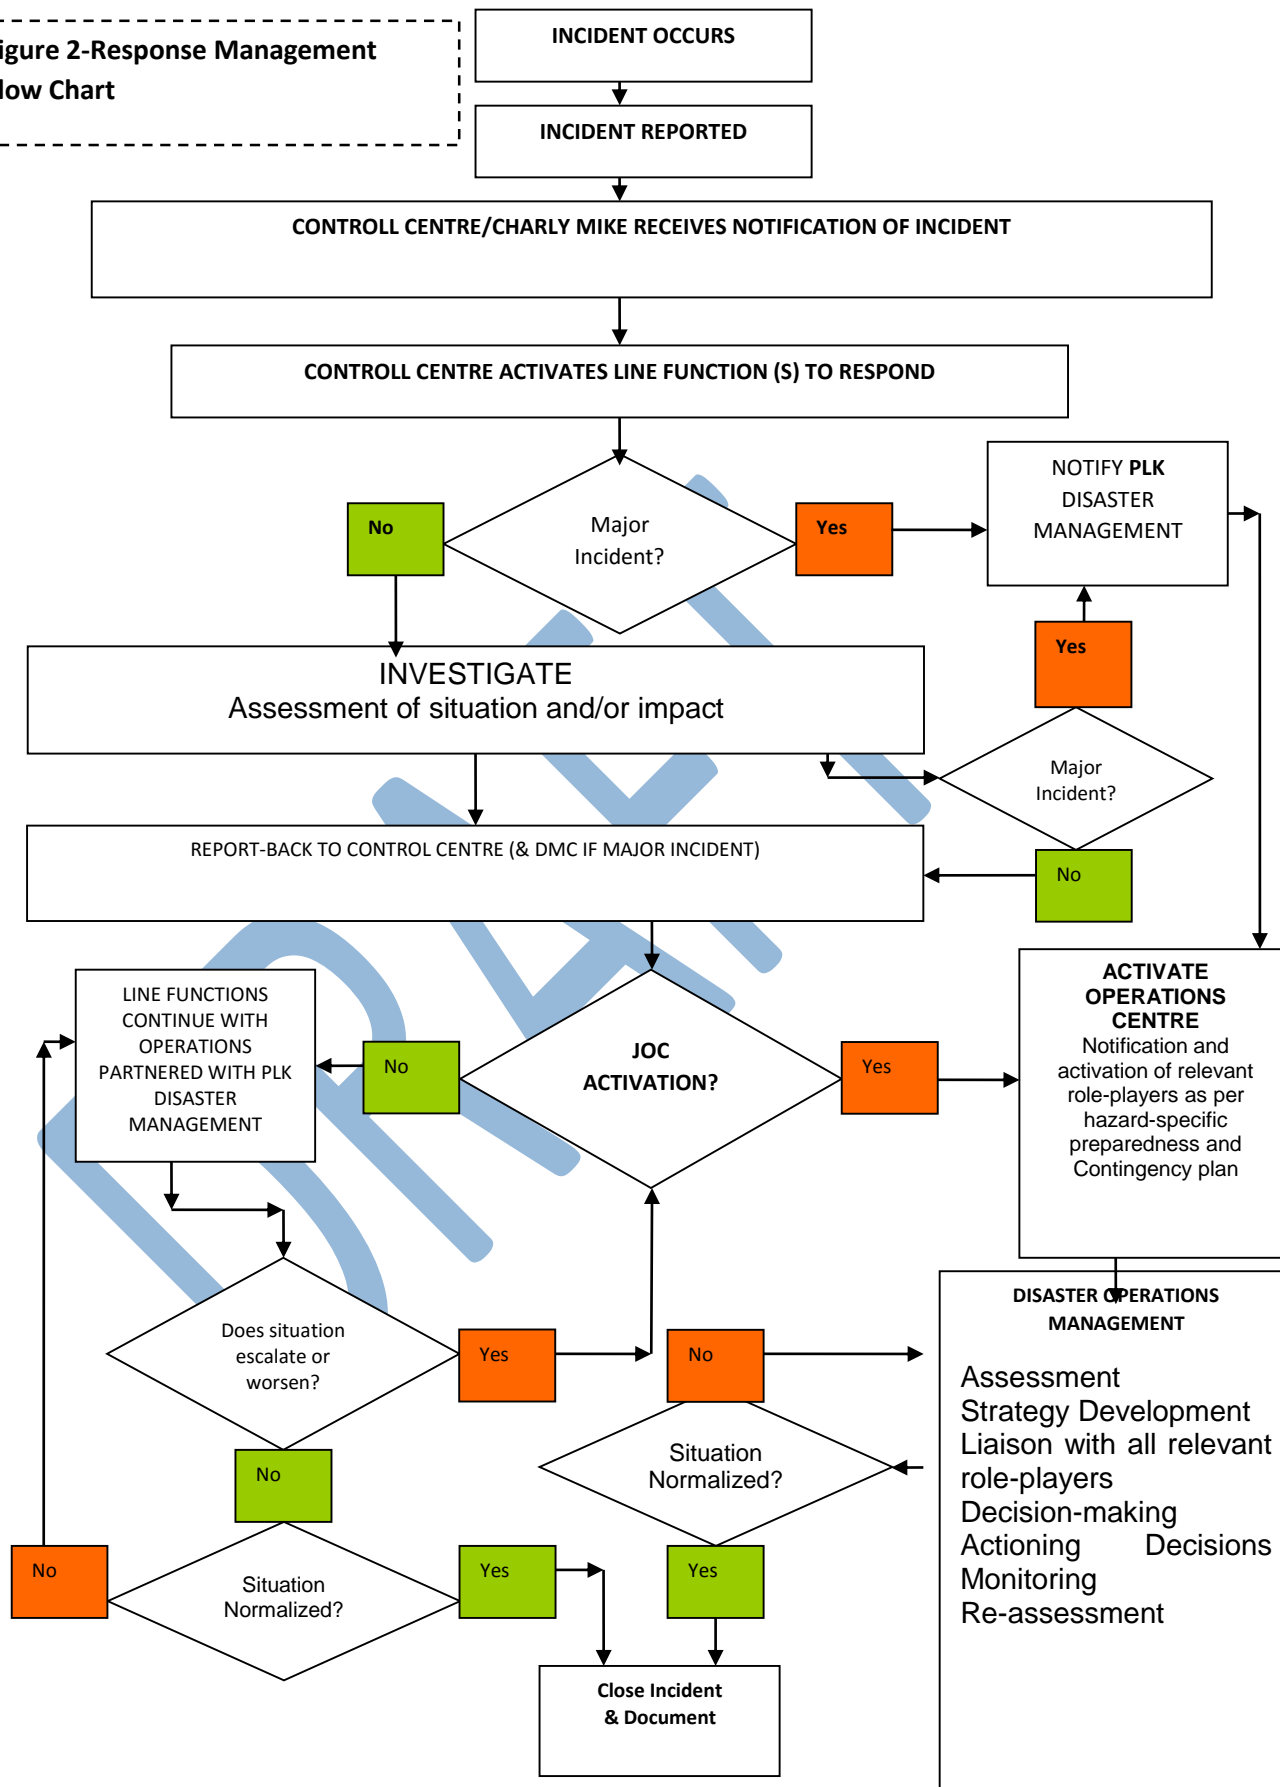 igure 2-Response Management
low Chart
INCIDENT OCCURS
INCIDENT REPORTED
CONTROLL CENTRE/CHARLY MIKE RECEIVES NOTIFICATION OF INCIDENT
CONTROLL CENTRE ACTIVATES LINE FUNCTION (S) TO RESPOND
No
Major
Incident?
Yes
NOTIFY PLK
DISASTER
MANAGEMENT
Yes
INVESTIGATE
Assessment of situation and/or impact
Major
Incident?
No
REPORT-BACK TO CONTROL CENTRE (& DMC IF MAJOR INCIDENT)
LINE FUNCTIONS
CONTINUE WITH
OPERATIONS
PARTNERED WITH PLK
DISASTER
MANAGEMENT
No
JOC
ACTIVATION?
Yes
ACTIVATE
OPERATIONS
CENTRE
Notification and
activation of relevant
role-players as per
hazard-specific
preparedness and
Contingency plan
Does situation
escalate or
worsen?
Yes
No
No
Situation
Normalized?
Yes
DISASTER OPERATIONS
MANAGEMENT
Assessment
Strategy Development
Liaison with all relevant
role-players
Decision-making
Actioning Decisions
Monitoring
Re-assessment
No
Situation
Normalized?
Yes
Close Incident
& Document
DRAFT